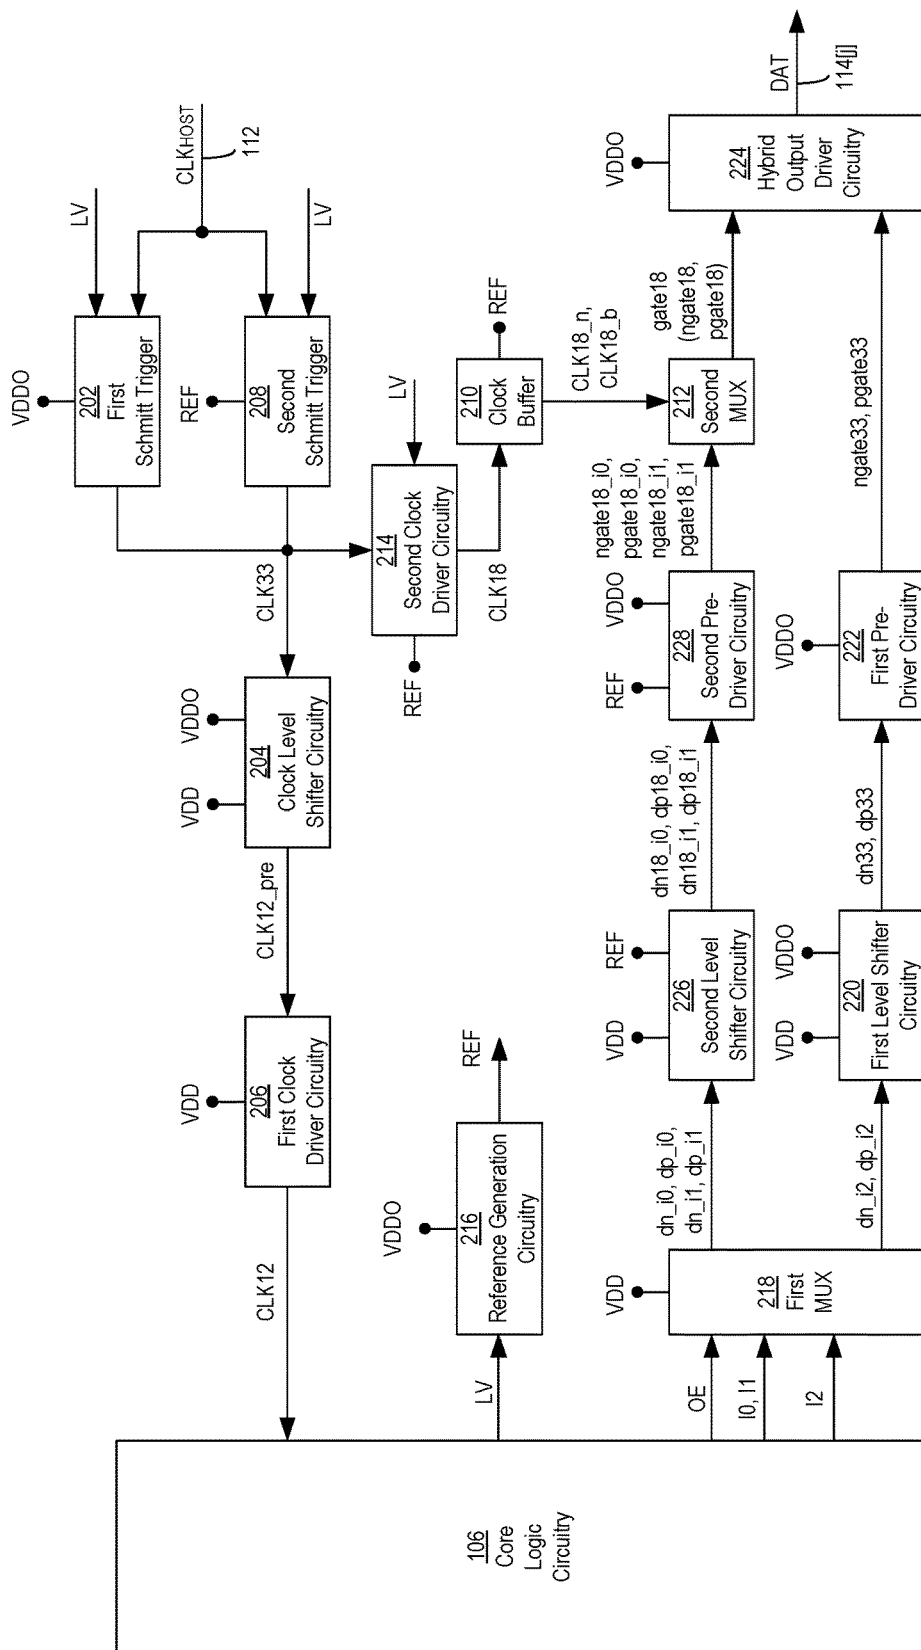 VDDO
202
First
Schmitt Trigger
LV
CLKHOST
112
REF
208
Second
Schmitt Trigger
LV
CLK33
VDD
VDDO
204
Clock Level
Shifter Circuitry
CLK12_pre
VDD
206
First Clock
Driver Circuitry
CLK12
REF
214
Second Clock
Driver Circuitry
LV
CLK18
210
Clock
Buffer
REF
CLK18_n,
CLK18_b
106
Core
Logic
Circuitry
LV
VDDO
216
Reference Generation
Circuitry
REF
OE
I0, I1
I2
VDD
218
First
MUX
dn_i0, dp_i0,
dn_i1, dp_i1
dn_i2, dp_i2
VDD
REF
226
Second Level
Shifter Circuitry
VDD
VDDO
220
First Level Shifter
Circuitry
dn18_i0, dp18_i0,
dn18_i1, dp18_i1
dn33, dp33
REF
VDDO
228
Second Pre-
Driver Circuitry
VDDO
222
First Pre-
Driver Circuitry
ngate18_i0,
pgate18_i0,
ngate18_i1,
pgate18_i1
212
Second
MUX
gate18
(ngate18,
pgate18)
ngate33, pgate33
VDDO
224
Hybrid
Output
Driver
Circuitry
DAT
114[j]